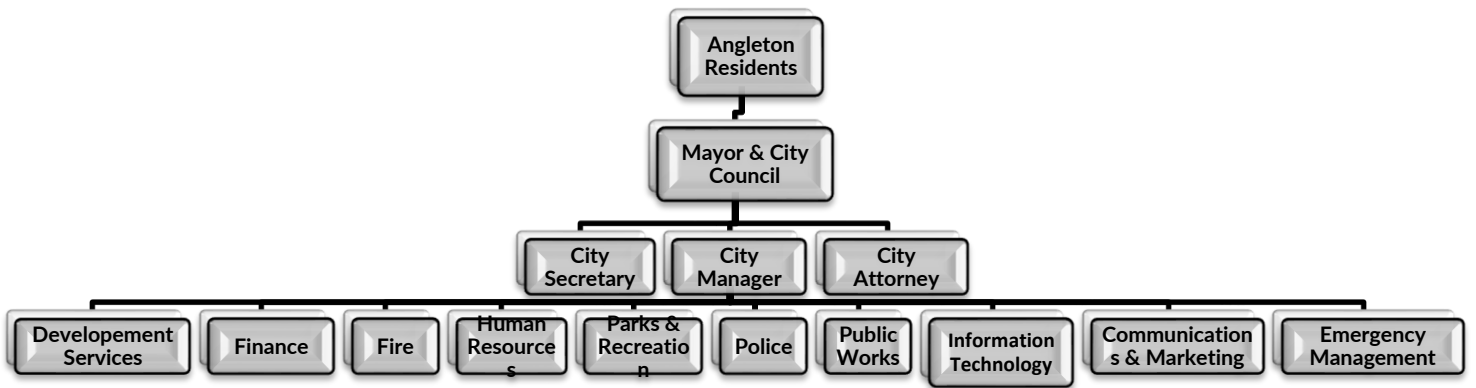 Angleton
Residents
Mayor & City
Council
City
Secretary
City
Manager
City
Attorney
Developement
Services
Finance
Fire
Human
Resource
s
Parks &
Recreatio
n
Police
Public
Works
Information
Technology
Communication
s & Marketing
Emergency
Management